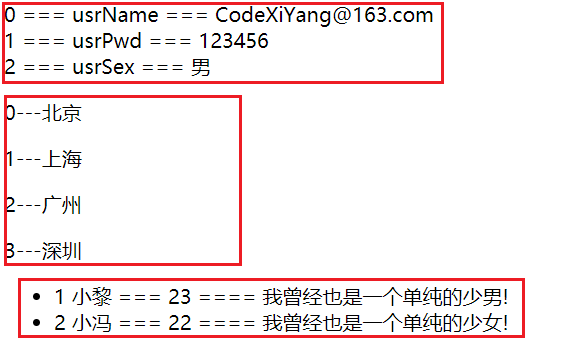 0 === usrName === CodeXiYang@163.com
1 === usrPwd === 123456
2 === usrSex === 男
0---北京
1---上海
2---广州
3---深圳
• 1 小黎 === 23 ==== 我曾经也是一个单纯的少男!
• 2 小冯 === 22 ==== 我曾经也是一个单纯的少女!